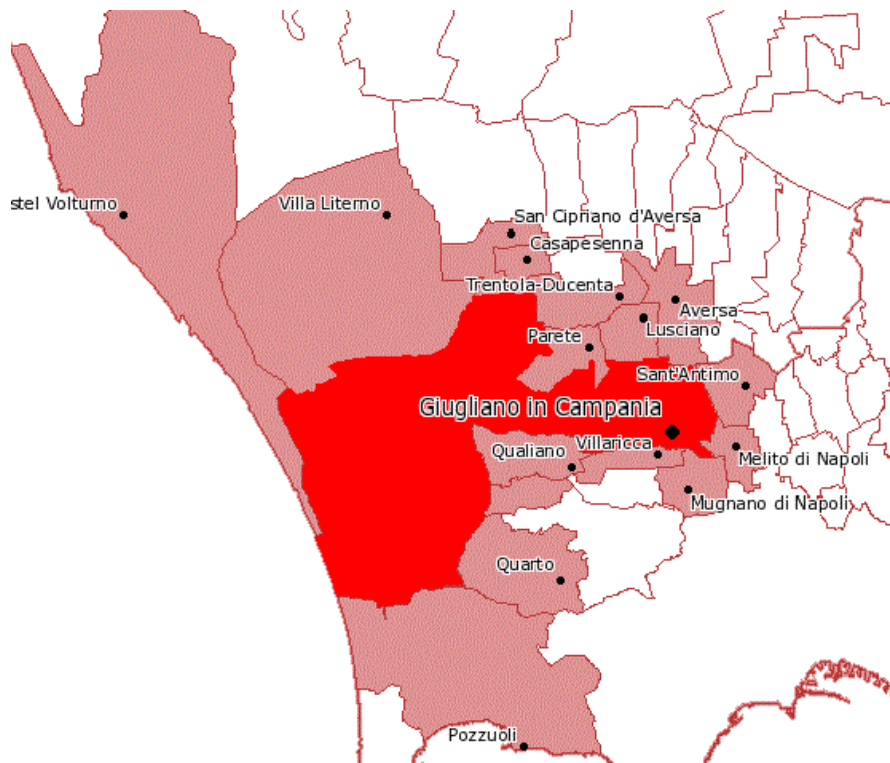 stel Volturno
Villa Literno
San Cipriano d'Aversa
Casapesenna
Trentola-Ducenta
Aversa
Lusciano
Parete
Sant'Antimo
Giugliano in Campania
Villaricca
Qualiano
Melito di Napoli
Mugnano di Napoli
Quarto
Pozzuoli